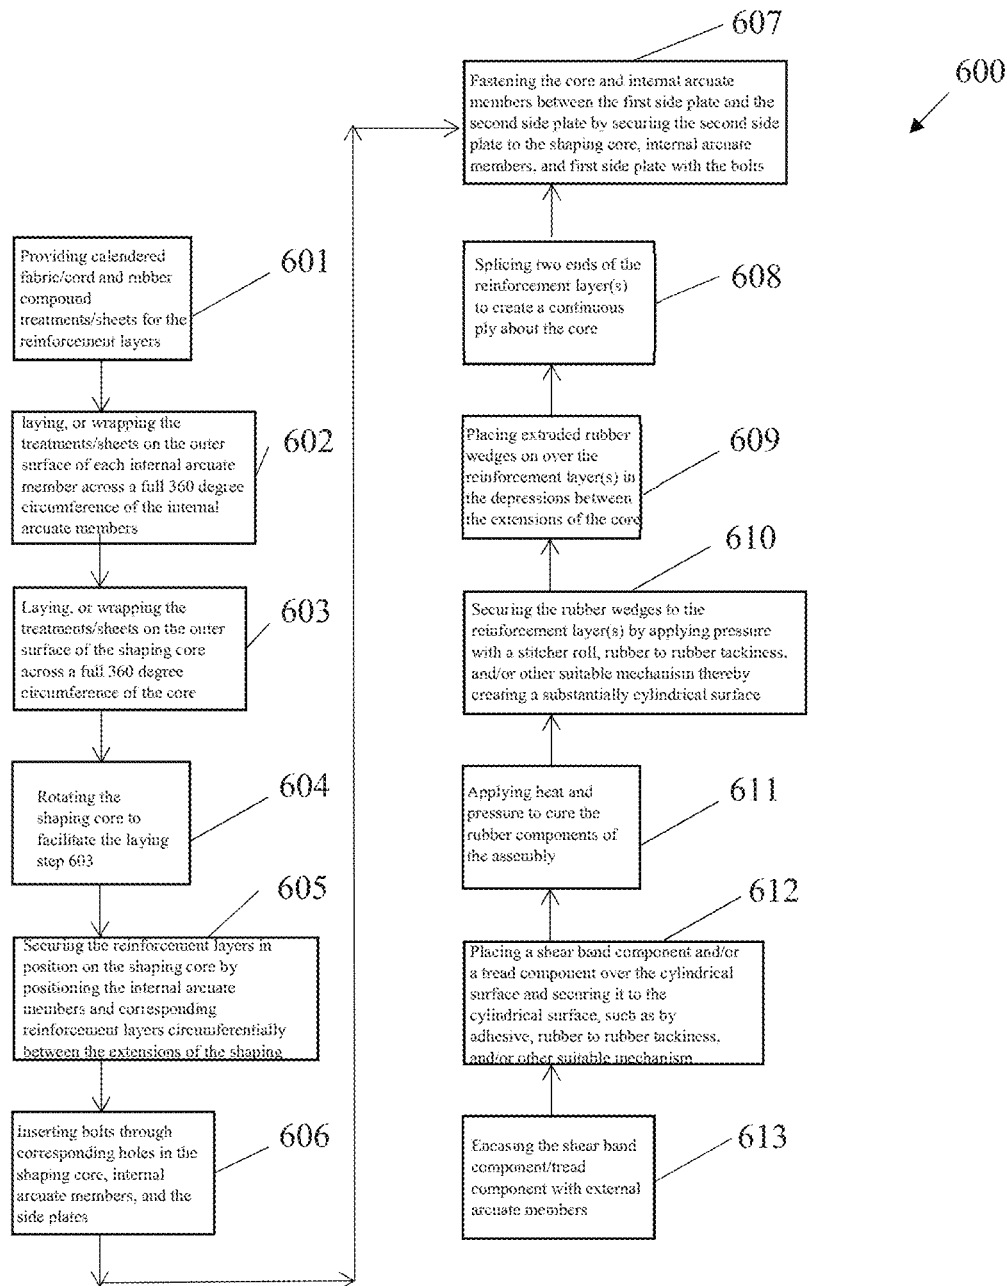 600
601
Providing calendered
fabric/cord and rubber
compound
treatments/sheets for the
reinforcement layers
602
laying, or wrapping the
treatments/sheets on the outer
surface of each internal arcuate
member across a full 360 degree
circumference of the internal
arcuate members
603
Laying, or wrapping the
treatments/sheets on the outer
surface of the shaping core
across a full 360 degree
circumference of the core
604
Rotating the
shaping core to
facilitate the laying
step 603
605
Securing the reinforcement layers in
position on the shaping core by
positioning the internal arcuate
members and corresponding
reinforcement layers circumferentially
between the extensions of the shaping
606
Inserting bolts through
corresponding holes in the
shaping core, internal
arcuate members, and the
side plates
607
Fastening the core and internal arcuate
members between the first side plate and the
second side plate by securing the second side
plate to the shaping core, internal arcuate
members, and first side plate with the bolts
608
Splicing two ends of the
reinforcement layer(s)
to create a continuous
ply about the core
609
Placing extruded rubber
wedges on over the
reinforcement layer(s) in
the depressions between
the extensions of the core
610
Securing the rubber wedges to the
reinforcement layer(s) by applying pressure
with a stitcher roll, rubber to rubber tackiness,
and/or other suitable mechanism thereby
creating a substantially cylindrical surface
611
Applying heat and
pressure to cure the
rubber components of
the assembly
612
Placing a shear band component and/or
a tread component over the cylindrical
surface and securing it to the
cylindrical surface, such as by
adhesive, rubber to rubber tackiness,
and/or other suitable mechanism
613
Encasing the shear band
component/tread
component with external
arcuate members